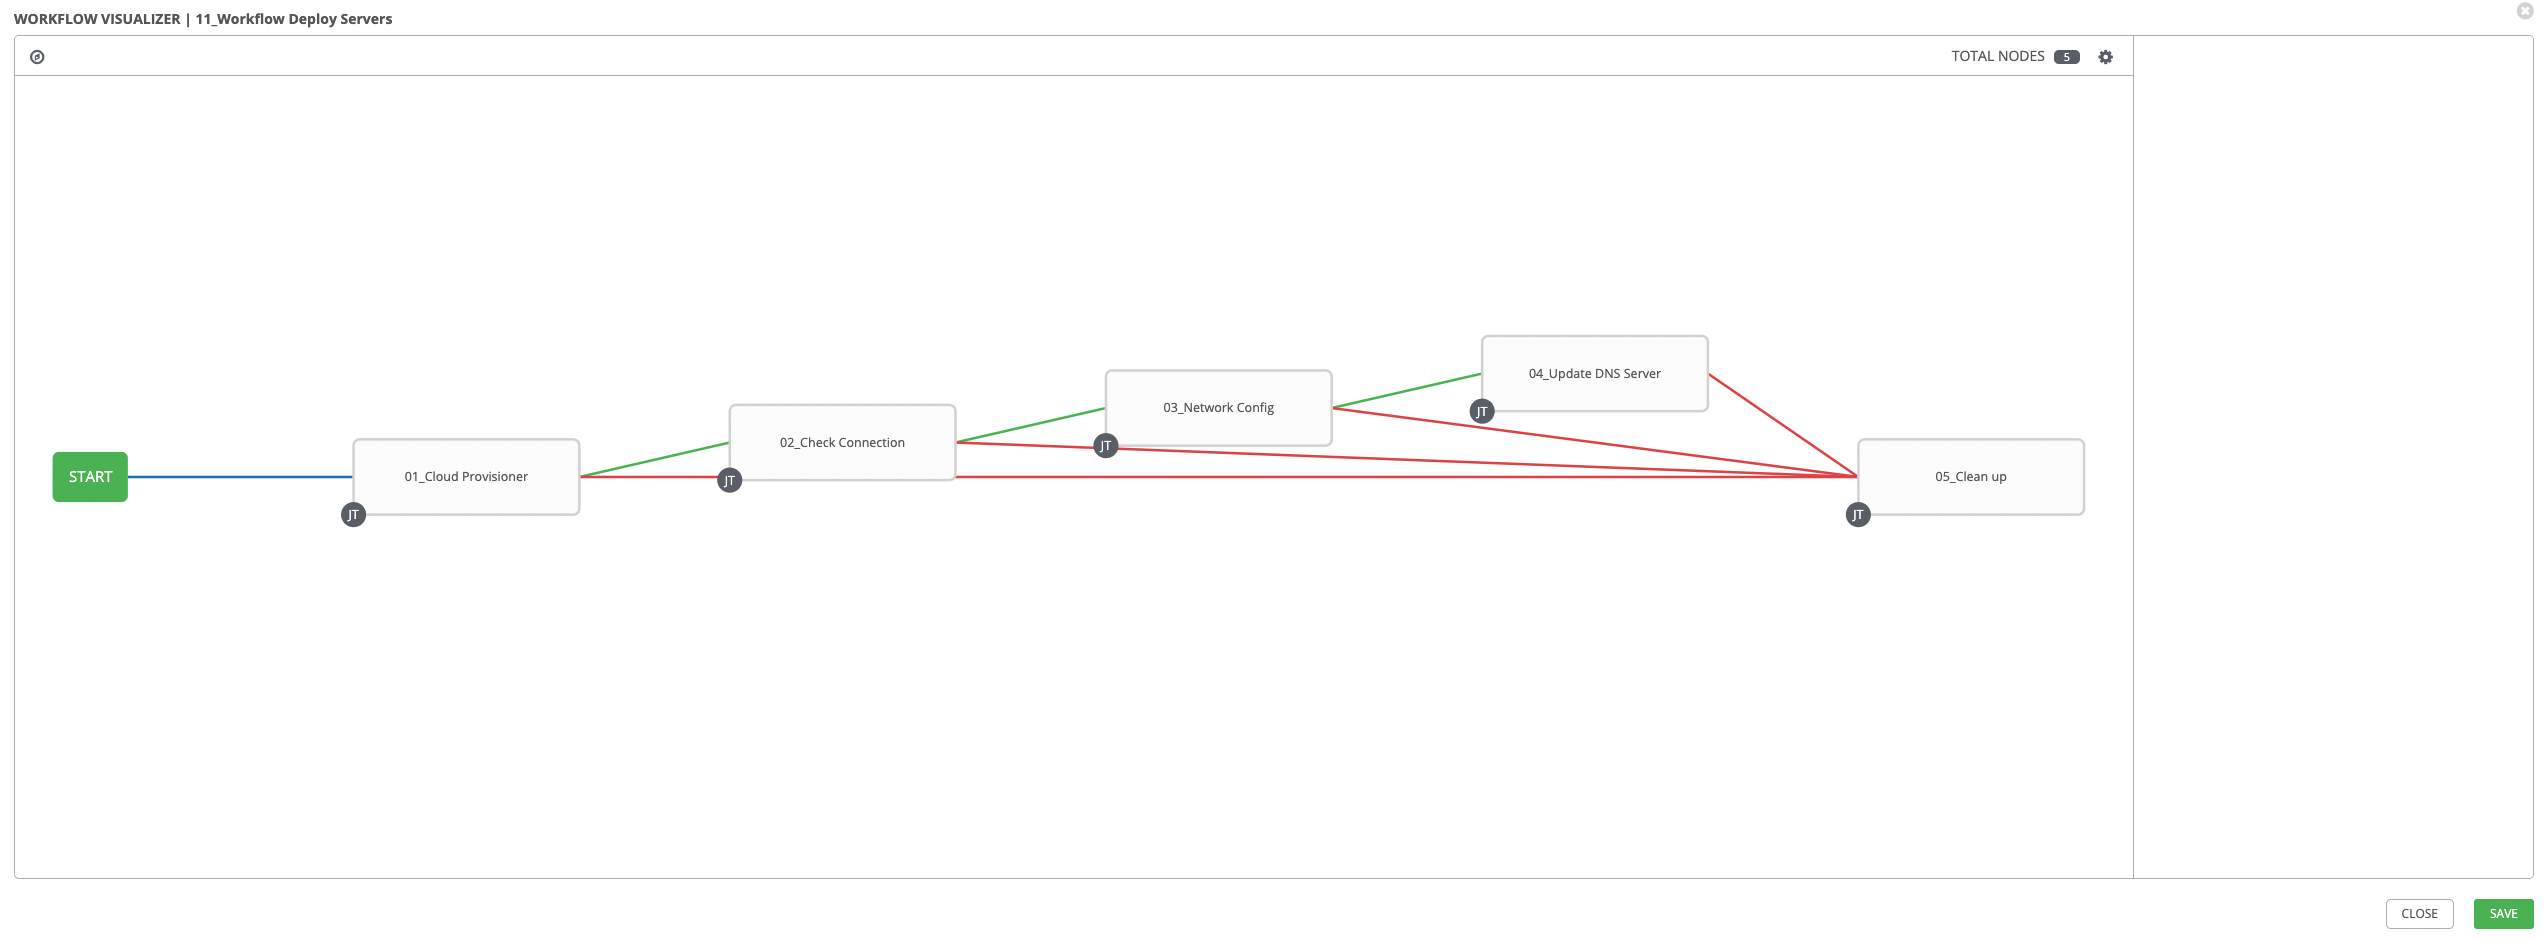 WORKFLOW VISUALIZER | 11_Workflow Deploy Servers
TOTAL NODES 5
START
01_Cloud Provisioner
JT
02_Check Connection
JT
03_Network Config
JT
04_Update DNS Server
JT
05_Clean up
JT
CLOSE
SAVE